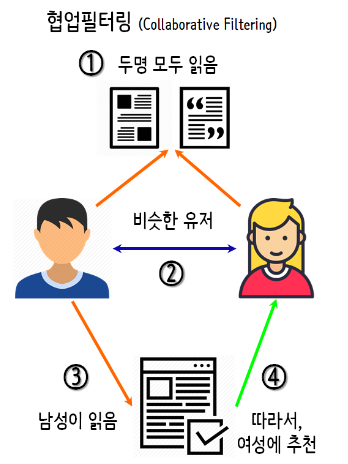 협업필터링 (Collaborative Filtering)
① 두명 모두 읽음
비슷한 유저
②
③
남성이 읽음
④
따라서,
여성에 추천